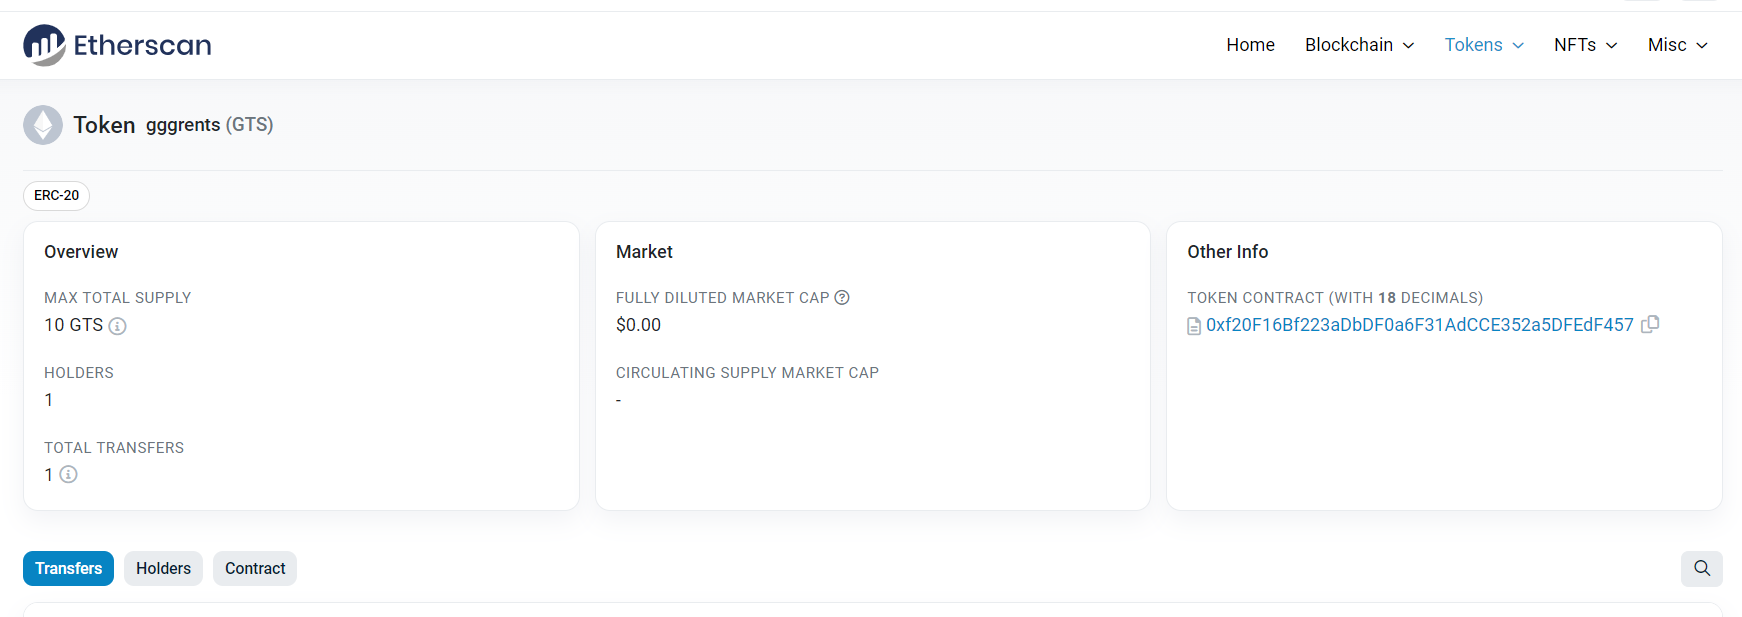 Etherscan
Home Blockchain Tokens NFTs Misc
Token gggrents (GTS)
ERC-20
Overview
MAX TOTAL SUPPLY
10 GTS
HOLDERS
1
TOTAL TRANSFERS
1
Market
FULLY DILUTED MARKET CAP
$0.00
CIRCULATING SUPPLY MARKET CAP
-
Other Info
TOKEN CONTRACT (WITH 18 DECIMALS)
0xf20F16Bf223aDbDF0a6F31AdCCE352a5DFEdF457
Transfers Holders Contract